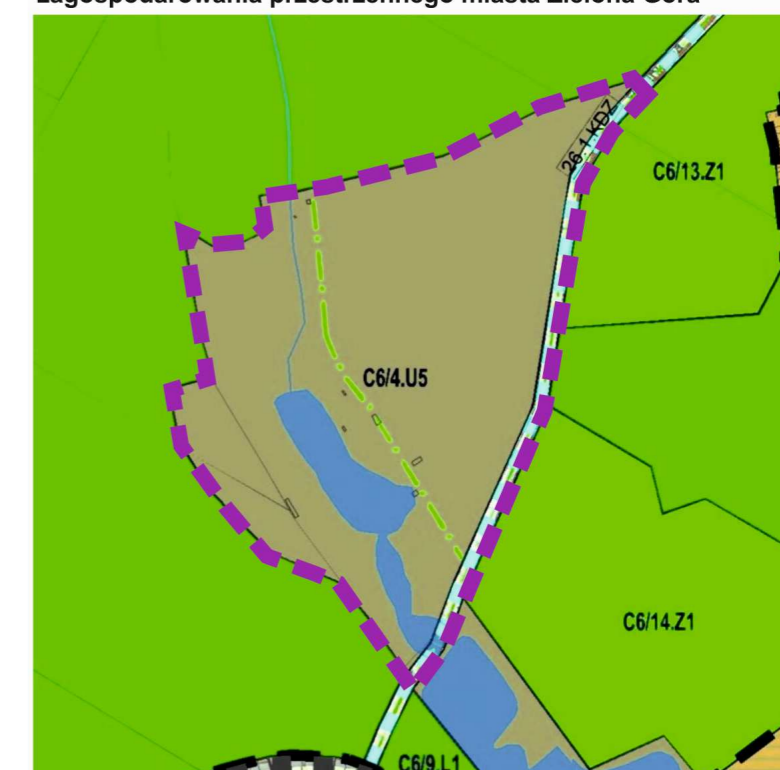 zagospodarowania przestrzennego miasta Zielona Góra
26.1.KDZ
C6/13.Z1
C6/4.U5
C6/14.Z1
C6/9.L1